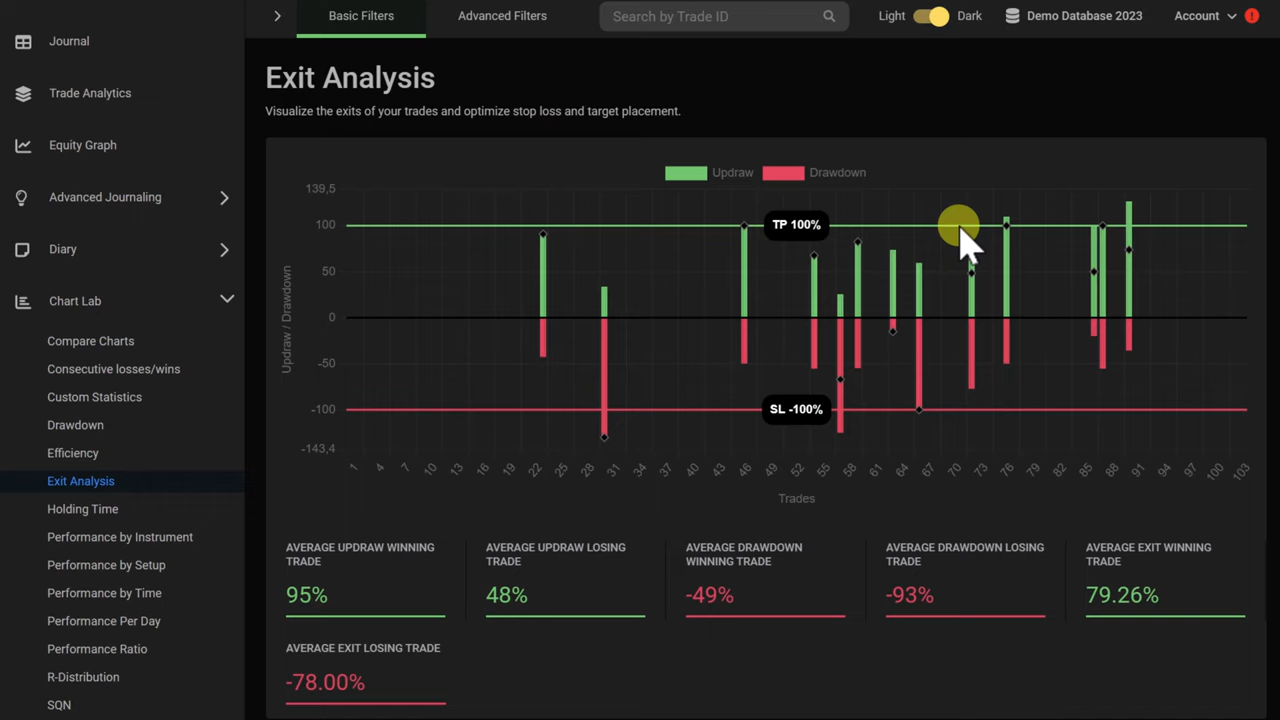 Journal
Trade Analytics
Equity Graph
Advanced Journaling
Diary
Chart Lab
Compare Charts
Consecutive losses/wins
Custom Statistics
Drawdown
Efficiency
Exit Analysis
Holding Time
Performance by Instrument
Performance by Setup
Performance by Time
Performance Per Day
Performance Ratio
R-Distribution
SQN
Basic Filters
Advanced Filters
Search by Trade ID
Light
Dark
Demo Database 2023
Account
!
Exit Analysis
Visualize the exits of your trades and optimize stop loss and target placement.
Updraw
Drawdown
139,5
100
50
0
-50
-100
-143,4
Updraw / Drawdown
TP 100%
SL -100%
1 4 7 10 13 16 19 22 25 28 31 34 37 40 43 46 49 52 55 58 61 64 67 70 73 76 79 82 85 88 91 94 97 100 103
Trades
AVERAGE UPDRAW WINNING
TRADE
95%
AVERAGE UPDRAW LOSING
TRADE
48%
AVERAGE DRAWDOWN
WINNING TRADE
-49%
AVERAGE DRAWDOWN LOSING
TRADE
-93%
AVERAGE EXIT WINNING
TRADE
79.26%
AVERAGE EXIT LOSING TRADE
-78.00%